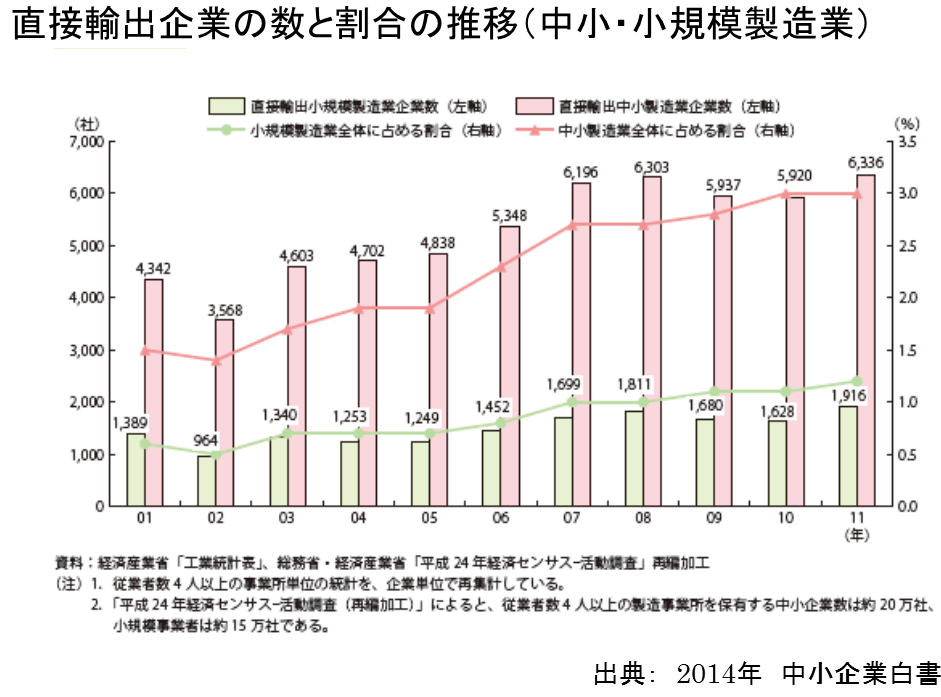 直接輸出企業の数と割合の推移（中小・小規模製造業）
直接輸出小規模製造業企業数（左軸） 直接輸出中小製造業企業数（左軸）
小規模製造業全体に占める割合（右軸） 中小製造業全体に占める割合（右軸）
（社） （%）
7,000 3.5
6,000 3.0
5,000 2.5
4,000 2.0
3,000 1.5
2,000 1.0
1,000 0.5
0 0.0
4,342 3,568 4,603 4,702 4,838 5,348 6,196 6,303 5,937 5,920 6,336
1,389 964 1,340 1,253 1,249 1,452 1,699 1,811 1,680 1,628 1,916
01 02 03 04 05 06 07 08 09 10 11
（年）
資料：経済産業省「工業統計表」、総務省・経済産業省「平成 24 年経済センサス−活動調査」再編加工
（注）1. 従業者数 4 人以上の事業所単位の統計を、企業単位で再集計している。
2. 「平成 24 年経済センサス−活動調査（再編加工）」によると、従業者数 4 人以上の製造事業所を保有する中小企業数は約 20 万社、
小規模事業者は約 15 万社である。
出典： 2014年 中小企業白書